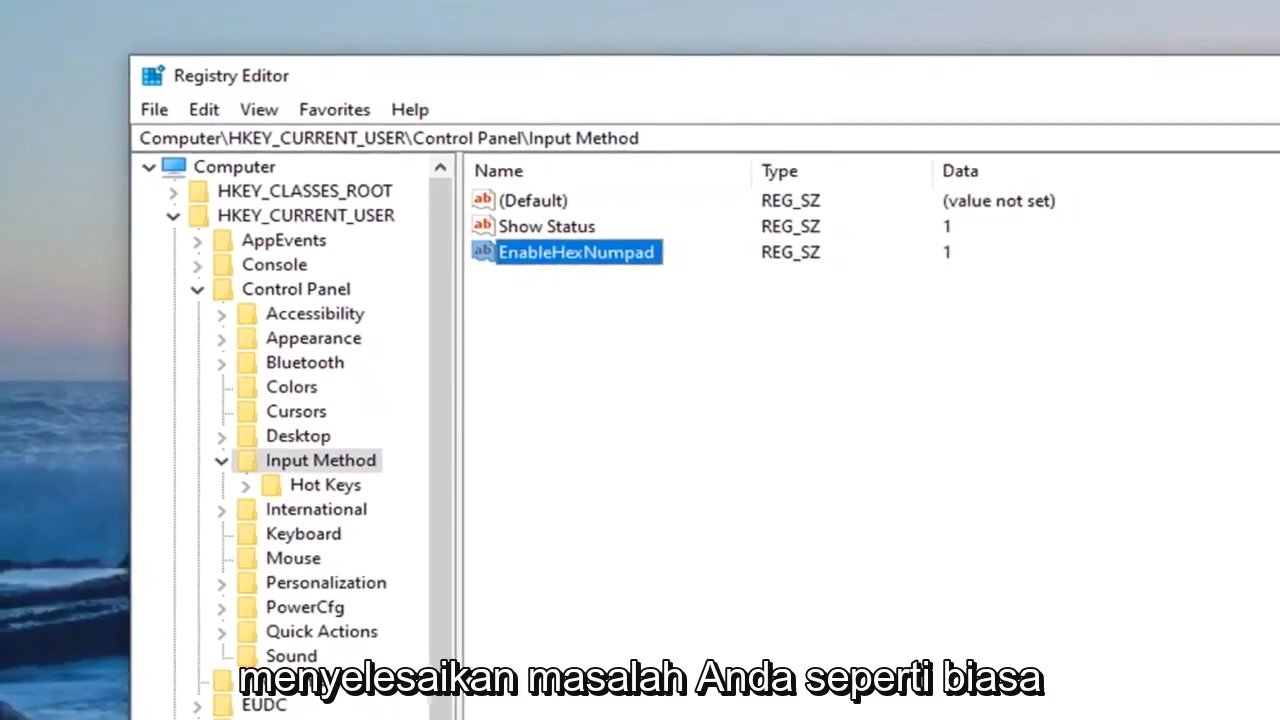 Registry Editor
File Edit View Favorites Help
Computer\HKEY_CURRENT_USER\Control Panel\Input Method
Computer
HKEY_CLASSES_ROOT
HKEY_CURRENT_USER
AppEvents
Console
Control Panel
Accessibility
Appearance
Bluetooth
Colors
Cursors
Desktop
Input Method
Hot Keys
International
Keyboard
Mouse
Personalization
PowerCfg
Quick Actions
Sound
EUDC
Name Type Data
ab (Default) REG_SZ (value not set)
ab Show Status REG_SZ 1
ab EnableHexNumpad REG_SZ 1
menyelesaikan masalah Anda seperti biasa